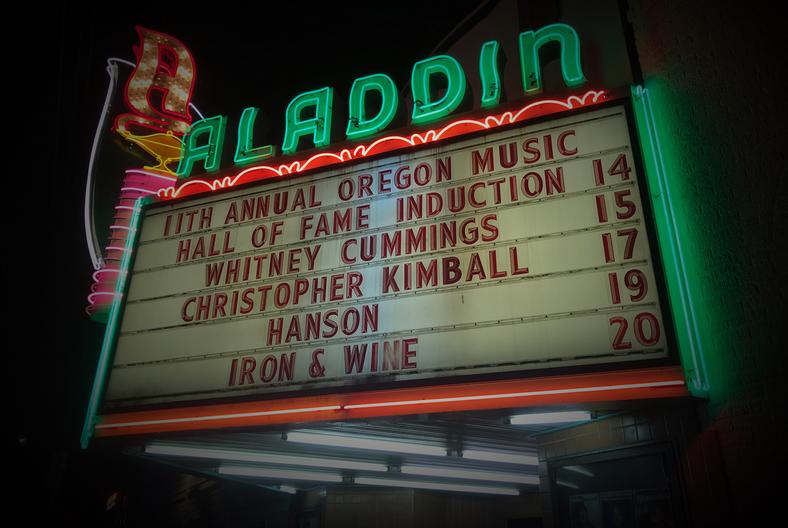 A
ALADDIN
11TH ANNUAL OREGON MUSIC
HALL OF FAME INDUCTION 14
WHITNEY CUMMINGS 15
CHRISTOPHER KIMBALL 17
HANSON 19
IRON & WINE 20